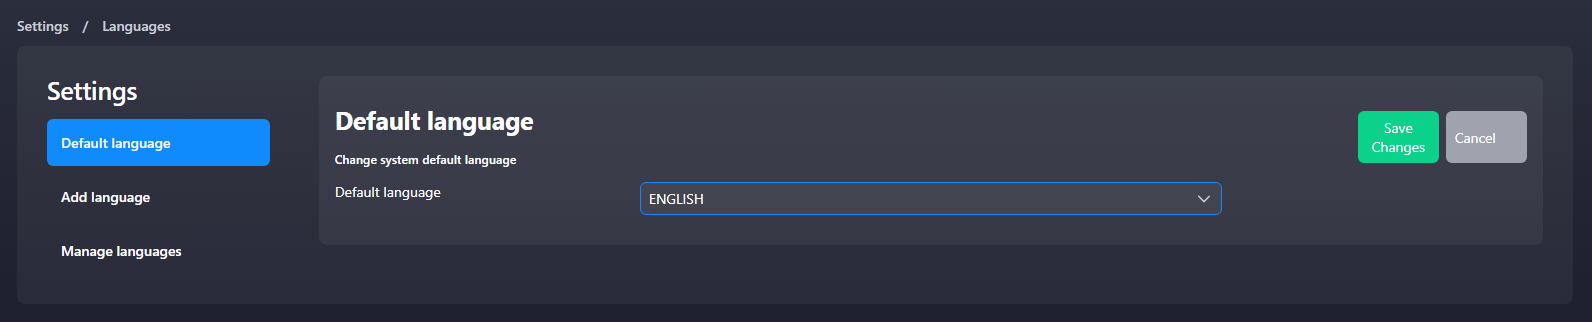 Settings / Languages
Settings
Default language
Add language
Manage languages
Default language
Change system default language
Default language
ENGLISH
Save
Changes
Cancel